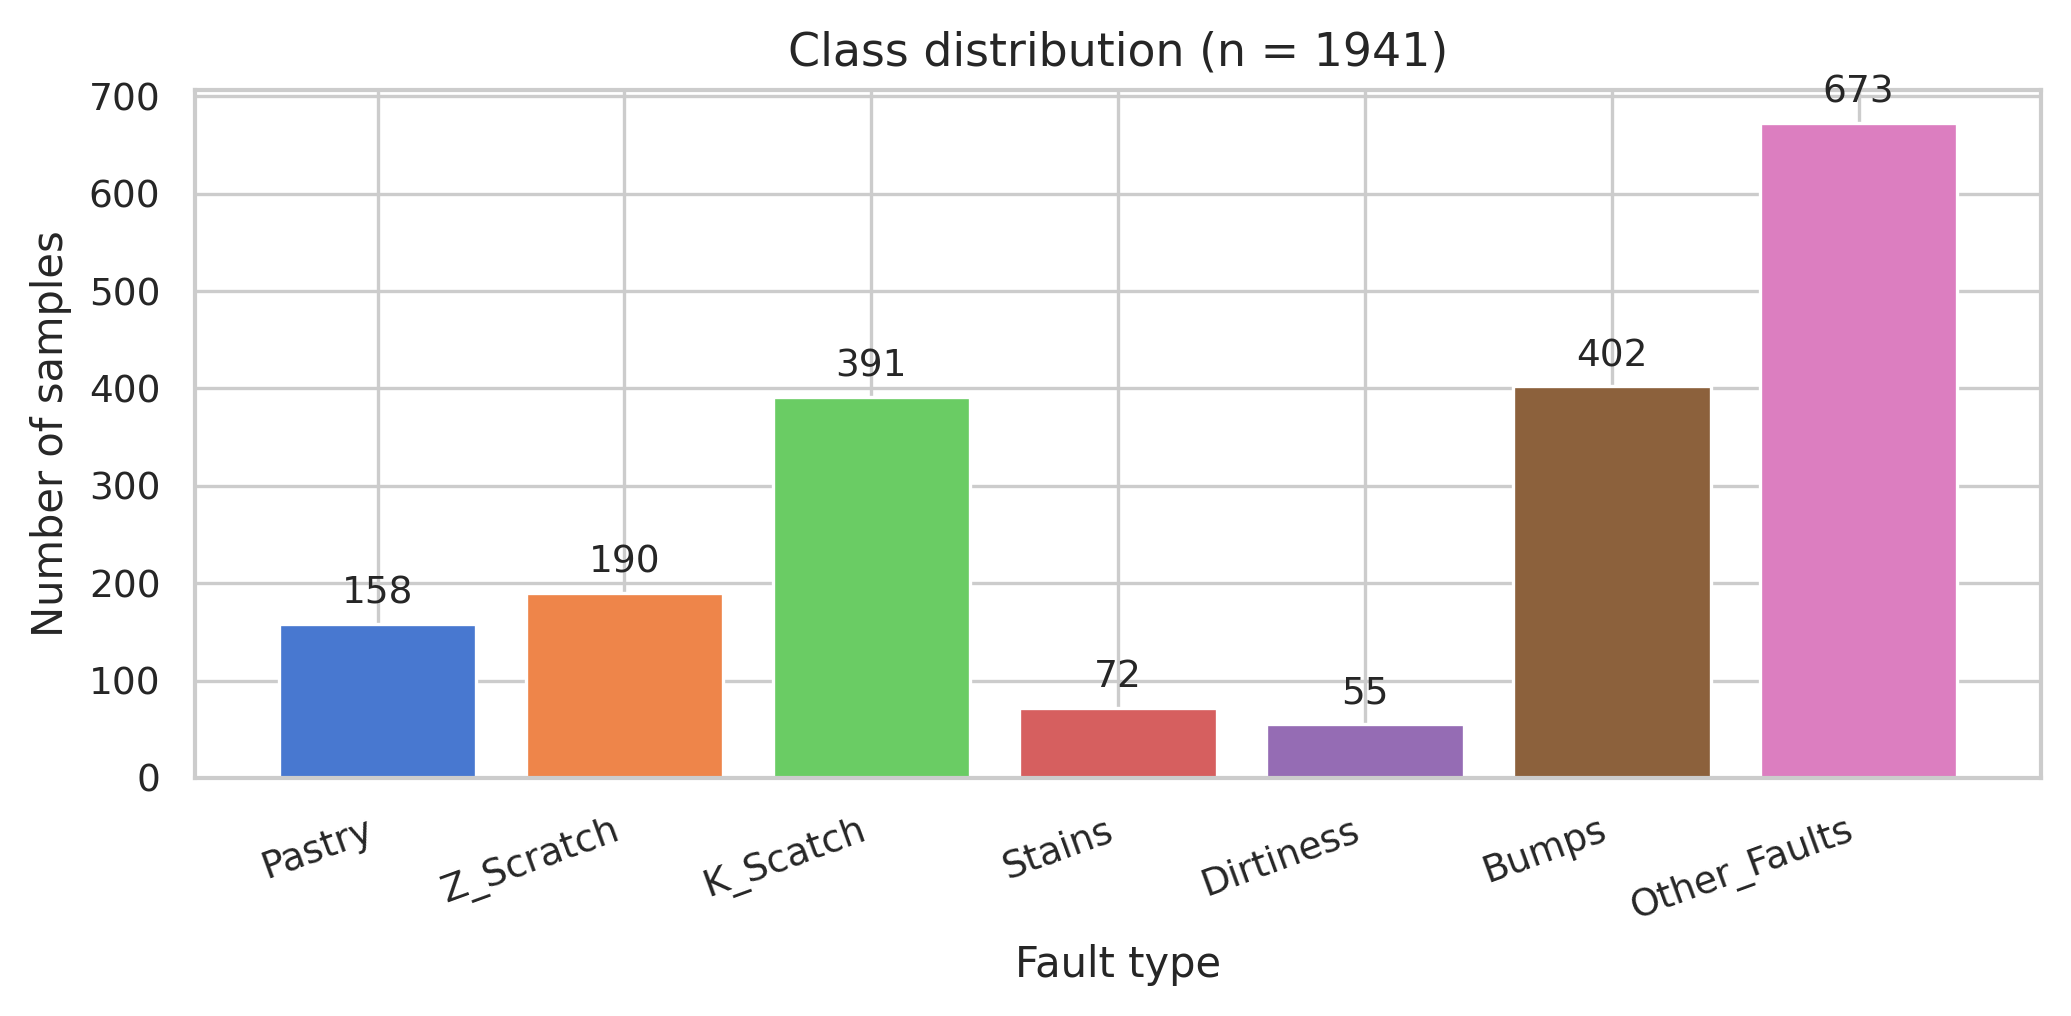 Class distribution (n = 1941)
Number of samples
700
600
500
400
300
200
100
0
158
190
391
72
55
402
673
Pastry
Z_Scratch
K_Scatch
Stains
Dirtiness
Bumps
Other_Faults
Fault type